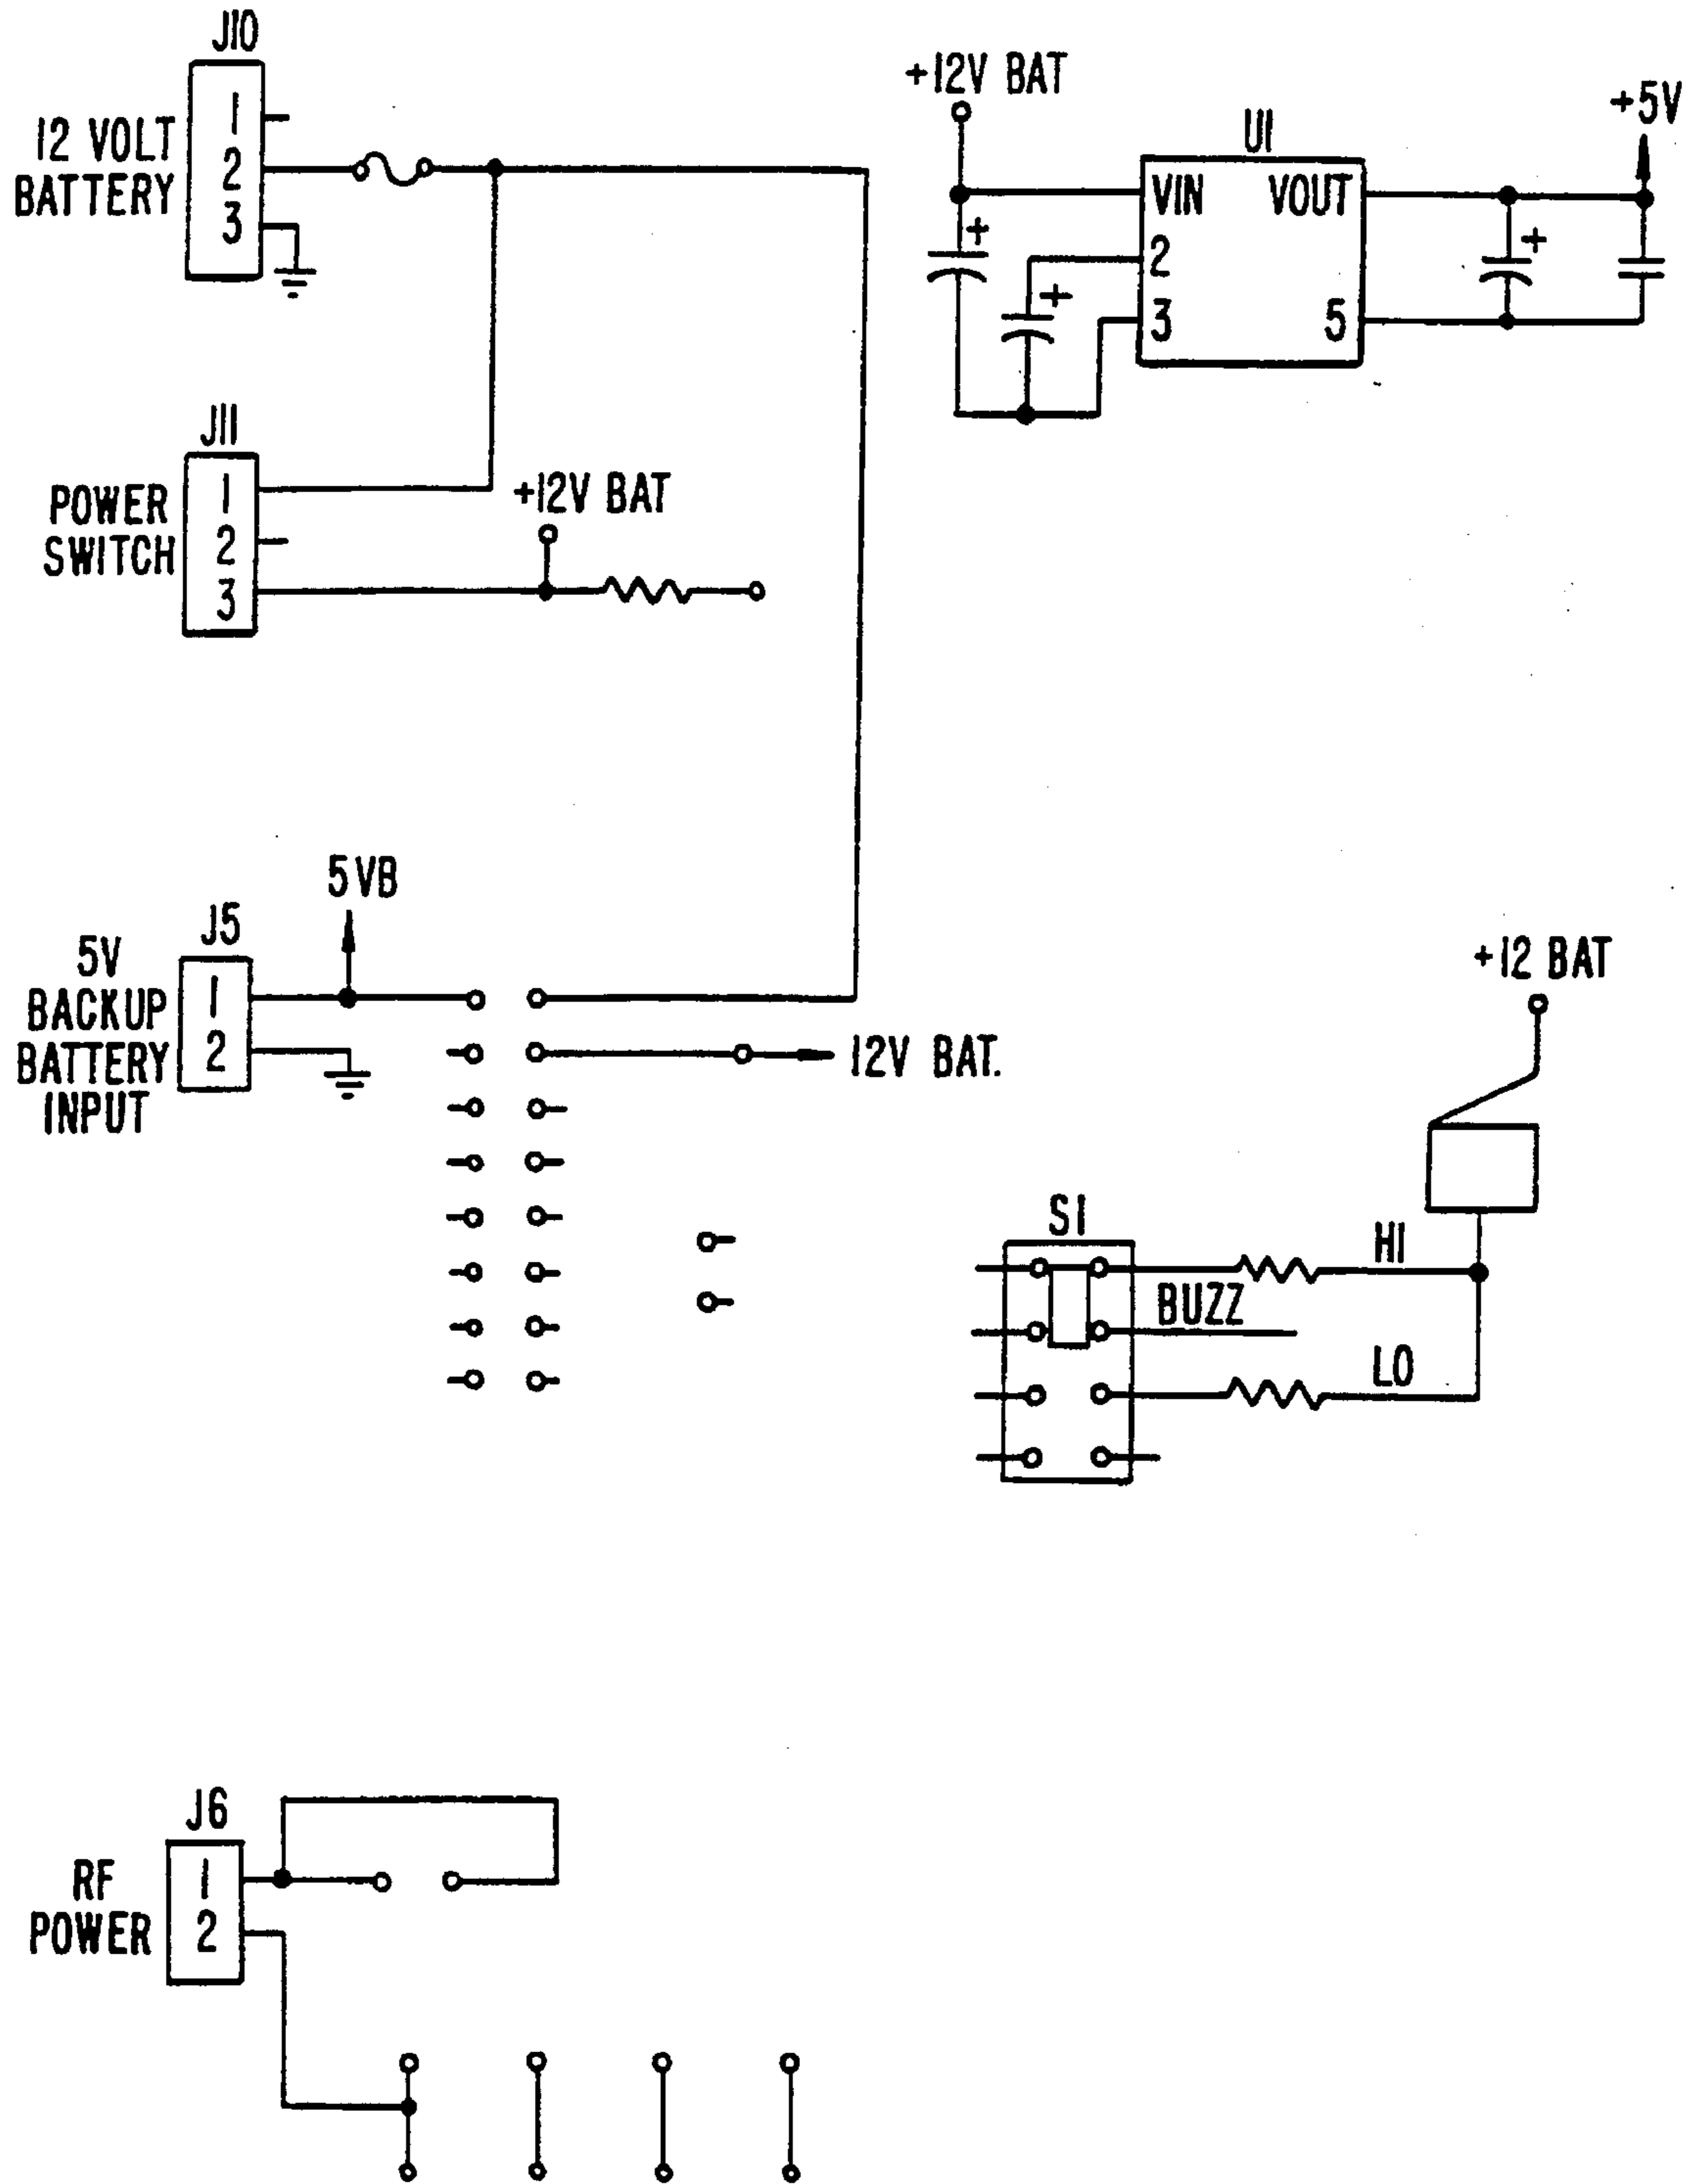 J10
12 VOLT
BATTERY
1
2
3
+12V BAT
U1
VIN
VOUT
2
3
5
+5V
J11
POWER
SWITCH
1
2
3
+12V BAT
5VB
J5
5V
BACKUP
BATTERY
INPUT
1
2
12V BAT.
+12 BAT
S1
HI
BUZZ
LO
J6
RF
POWER
1
2